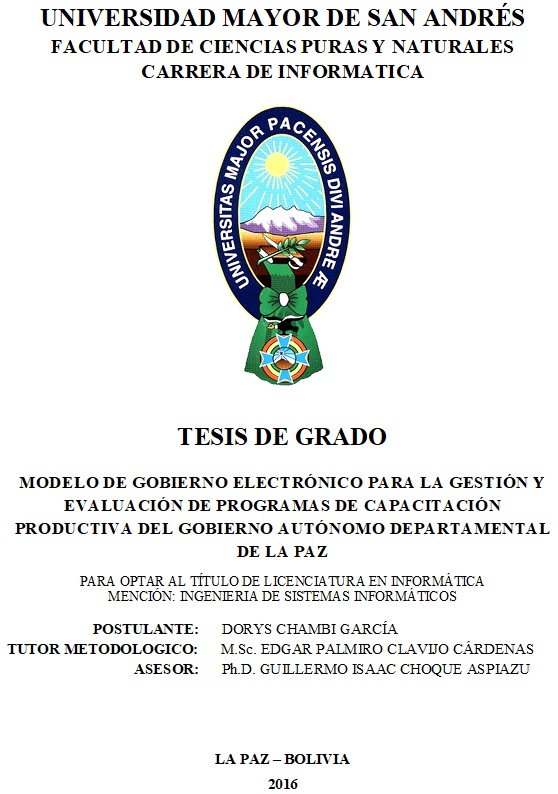 UNIVERSIDAD MAYOR DE SAN ANDRÉS
FACULTAD DE CIENCIAS PURAS Y NATURALES
CARRERA DE INFORMATICA
UNIVERSITAS MAJOR PACENSIS DIVI ANDRE Æ
TESIS DE GRADO
MODELO DE GOBIERNO ELECTRÓNICO PARA LA GESTIÓN Y
EVALUACIÓN DE PROGRAMAS DE CAPACITACIÓN
PRODUCTIVA DEL GOBIERNO AUTÓNOMO DEPARTAMENTAL
DE LA PAZ
PARA OPTAR AL TÍTULO DE LICENCIATURA EN INFORMÁTICA
MENCIÓN: INGENIERIA DE SISTEMAS INFORMÁTICOS
POSTULANTE: DORYS CHAMBI GARCÍA
TUTOR METODOLOGICO: M.Sc. EDGAR PALMIRO CLAVIJO CÁRDENAS
ASESOR: Ph.D. GUILLERMO ISAAC CHOQUE ASPIAZU
LA PAZ – BOLIVIA
2016